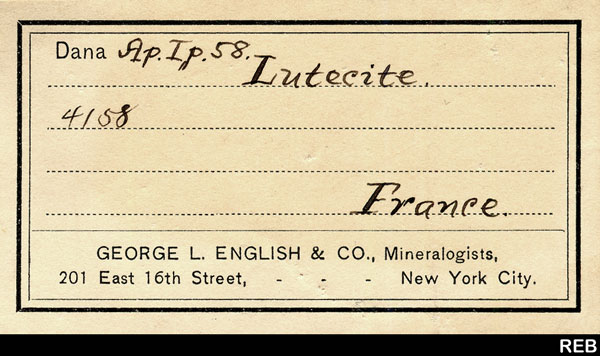 Dana Ap. I p. 58.
Lutecite.
4158
France.
GEORGE L. ENGLISH & CO., Mineralogists,
201 East 16th Street, - - - New York City.
REB